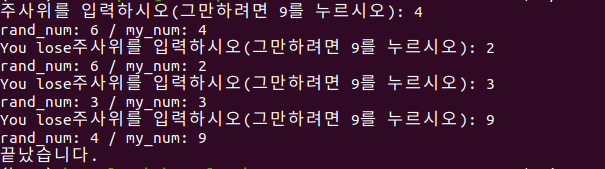 주사위를 입력하시오(그만하려면 9를 누르시오): 4
rand_num: 6 / my_num: 4
You lose주사위를 입력하시오(그만하려면 9를 누르시오): 2
rand_num: 6 / my_num: 2
You lose주사위를 입력하시오(그만하려면 9를 누르시오): 3
rand_num: 3 / my_num: 3
You lose주사위를 입력하시오(그만하려면 9를 누르시오): 9
rand_num: 4 / my_num: 9
끝났습니다.